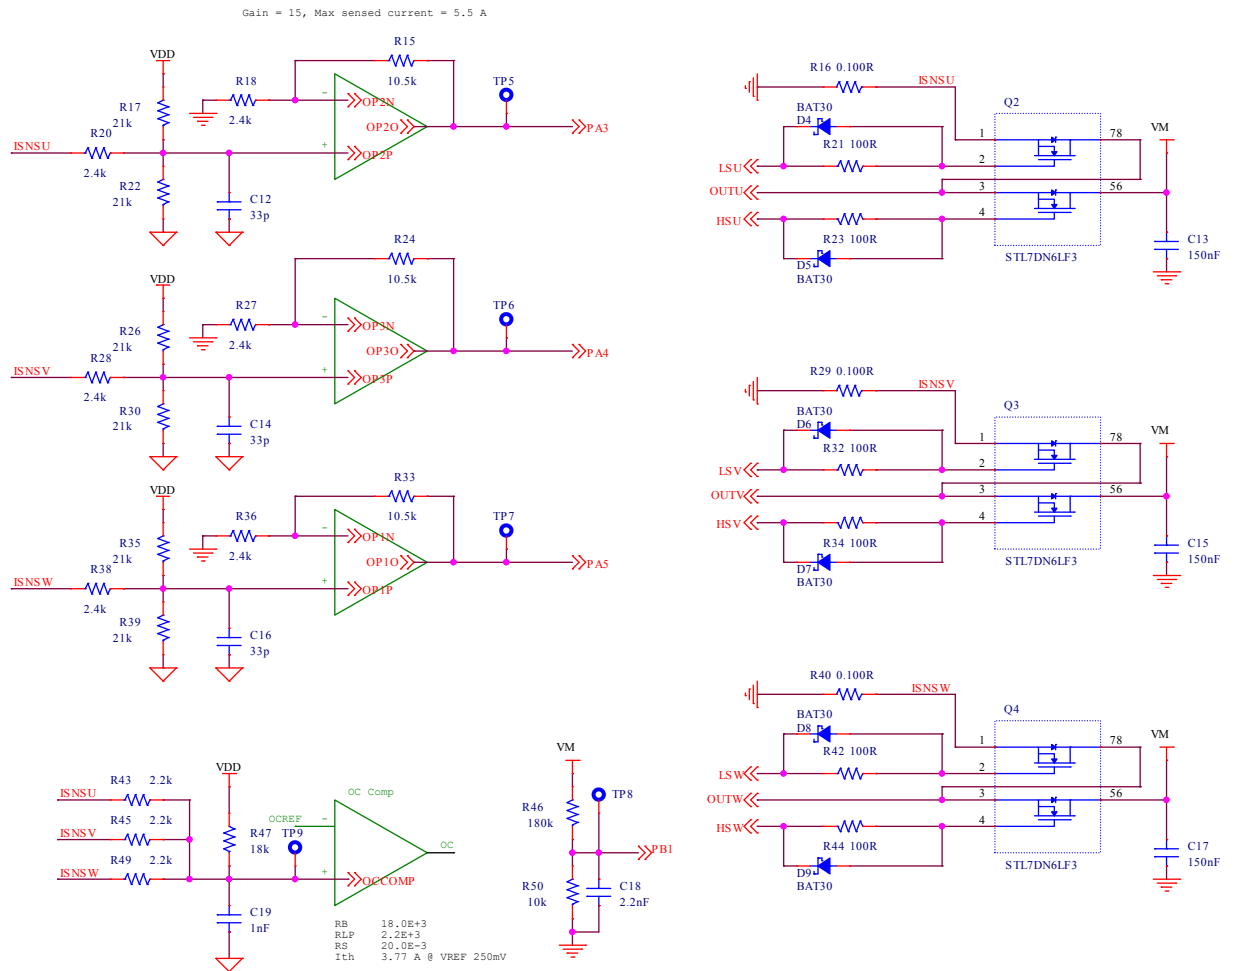 Gain = 15, Max sensed current = 5.5 A
R15
10.5k
VDD
R18
2.4k
TP5
R17
21k
R20
2.4k
ISNSU
R22
21k
C12
33p
-
+
OP2N
OP2O
OP2P
PA3
R24
10.5k
VDD
R27
2.4k
TP6
R26
21k
R28
2.4k
ISNSV
R30
21k
C14
33p
-
+
OP3N
OP3O
OP3P
PA4
R33
10.5k
VDD
R36
2.4k
TP7
R35
21k
R38
2.4k
ISNSW
R39
21k
C16
33p
-
+
OP1N
OP1O
OP1P
PA5
R43 2.2k
ISNSU
R45 2.2k
ISNSV
R49 2.2k
ISNSW
VDD
R47
18k
TP9
C19
1nF
OC Comp
OCREF
-
+
OCCOMP
OC
RB 18.0E+3
RLP 2.2E+3
RS 20.0E-3
Ith 3.77 A @ VREF 250mV
VM
R46
180k
TP8
PB1
R50
10k
C18
2.2nF
R16 0.100R
ISNSU
BAT30
D4
R21 100R
LSU
OUTU
HSU
R23 100R
D5
BAT30
Q2
1
2
3
4
78
56
STL7DN6LF3
VM
C13
150nF
R29 0.100R
ISNSV
BAT30
D6
R32 100R
LSV
OUTV
HSV
R34 100R
D7
BAT30
Q3
1
2
3
4
78
56
STL7DN6LF3
VM
C15
150nF
R40 0.100R
ISNSW
BAT30
D8
R42 100R
LSW
OUTW
HSW
R44 100R
D9
BAT30
Q4
1
2
3
4
78
56
STL7DN6LF3
VM
C17
150nF